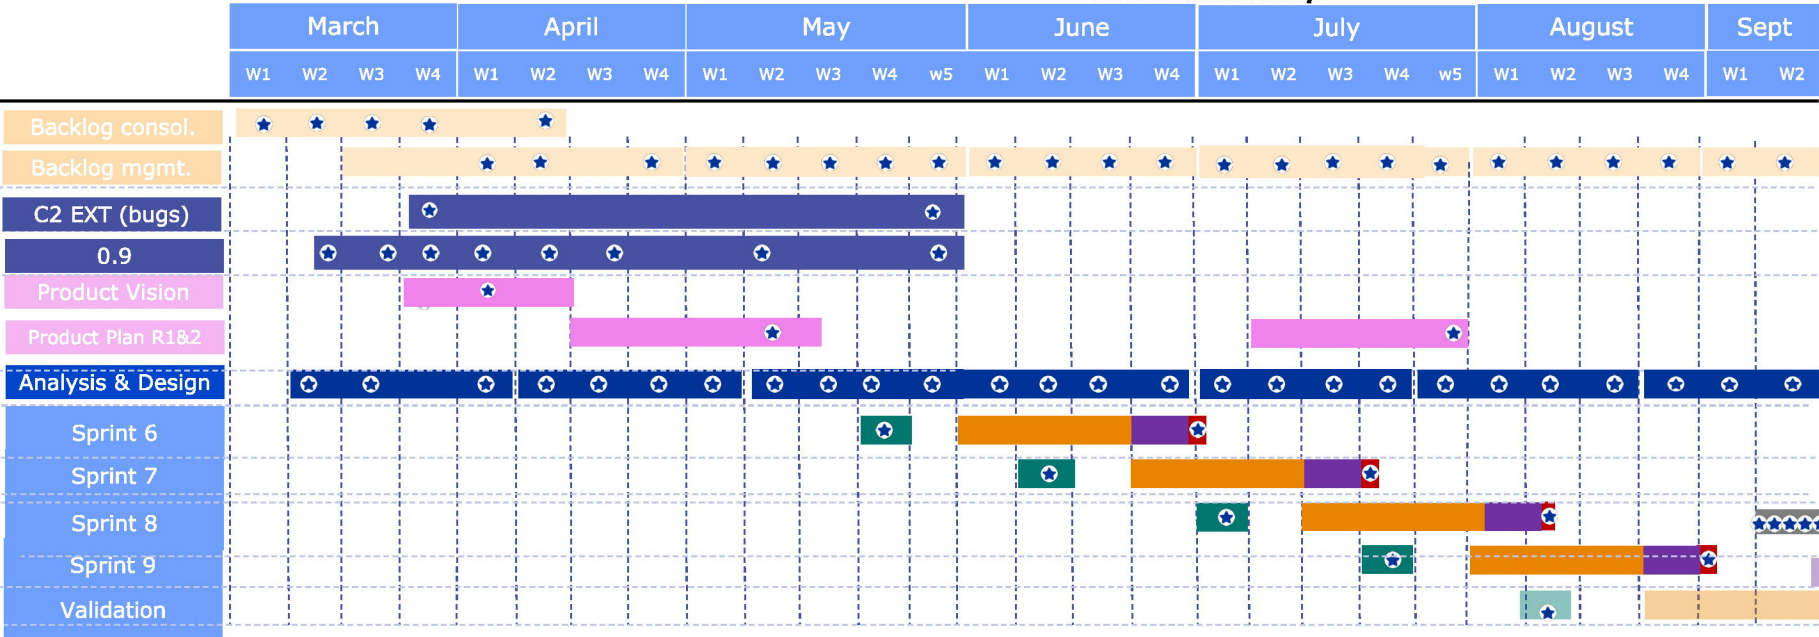 March April May June July August Sept
W1 W2 W3 W4 W1 W2 W3 W4 W1 W2 W3 W4 w5 W1 W2 W3 W4 W1 W2 W3 W4 w5 W1 W2 W3 W4 W1 W2
Backlog consol.
Backlog mgmt.
C2 EXT (bugs)
0.9
Product Vision
Product Plan R1&2
Analysis & Design
Sprint 6
Sprint 7
Sprint 8
Sprint 9
Validation